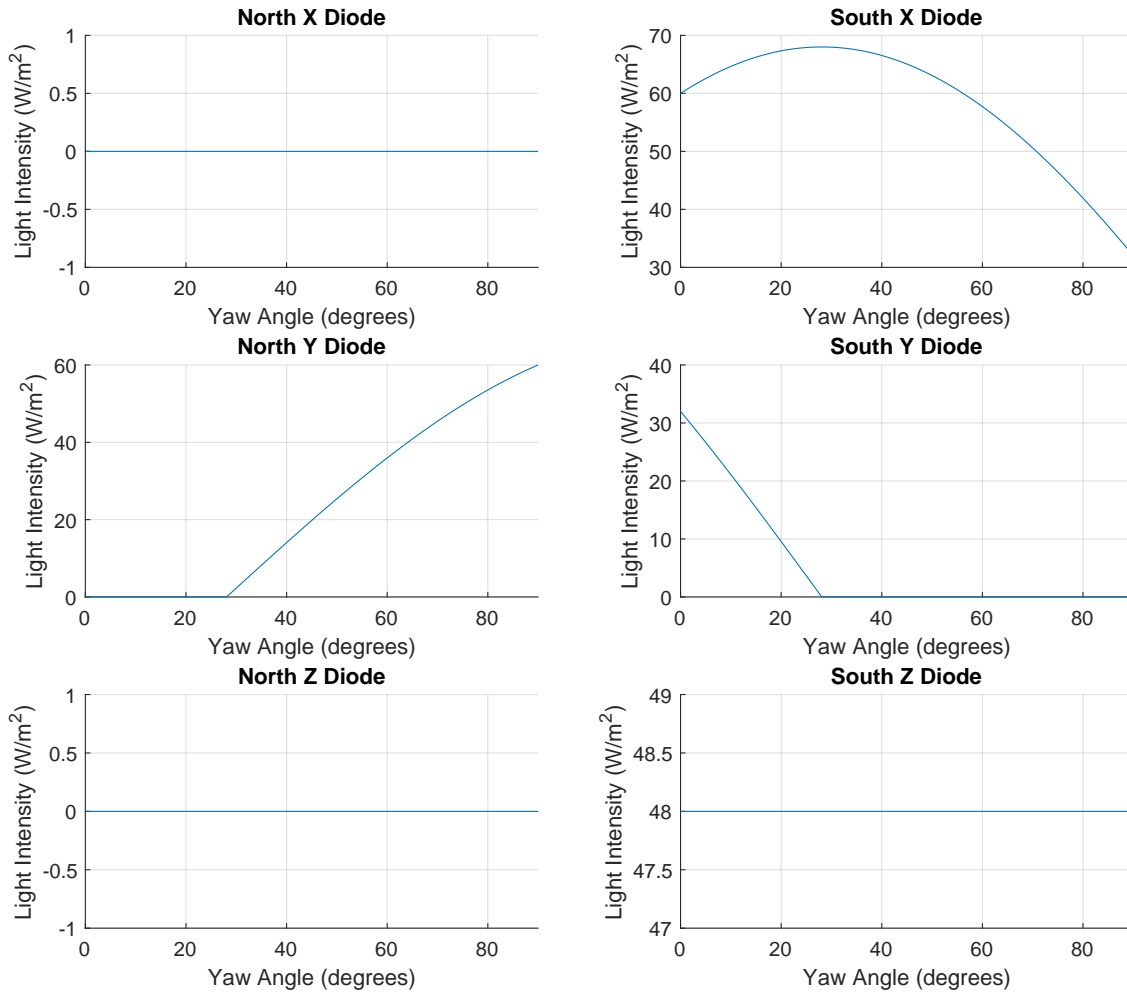 North X Diode
Light Intensity (W/m2)
1
0.5
0
-0.5
-1
0 20 40 60 80
Yaw Angle (degrees)
South X Diode
Light Intensity (W/m2)
70
60
50
40
30
0 20 40 60 80
Yaw Angle (degrees)
North Y Diode
Light Intensity (W/m2)
60
40
20
0
0 20 40 60 80
Yaw Angle (degrees)
South Y Diode
Light Intensity (W/m2)
40
30
20
10
0
0 20 40 60 80
Yaw Angle (degrees)
North Z Diode
Light Intensity (W/m2)
1
0.5
0
-0.5
-1
0 20 40 60 80
Yaw Angle (degrees)
South Z Diode
Light Intensity (W/m2)
49
48.5
48
47.5
47
0 20 40 60 80
Yaw Angle (degrees)